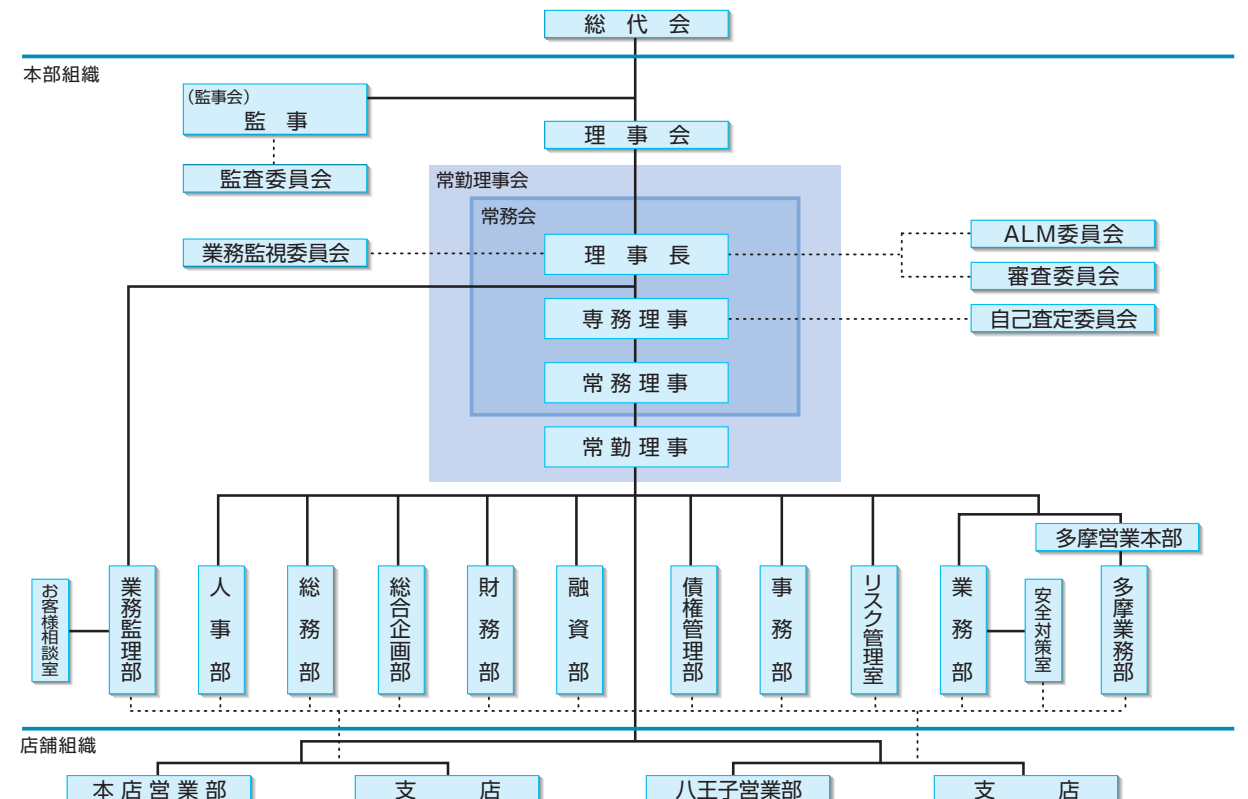 総代会
本部組織
(監事会)
監事
理事会
監査委員会
常勤理事会
常務会
業務監視委員会
理事長
ALM委員会
審査委員会
専務理事
自己査定委員会
常務理事
常勤理事
多摩営業本部
お客様相談室
業務監理部
人事部
総務部
総合企画部
財務部
融資部
債権管理部
事務部
リスク管理室
業務部
安全対策室
多摩業務部
店舗組織
本店営業部
支店
八王子営業部
支店